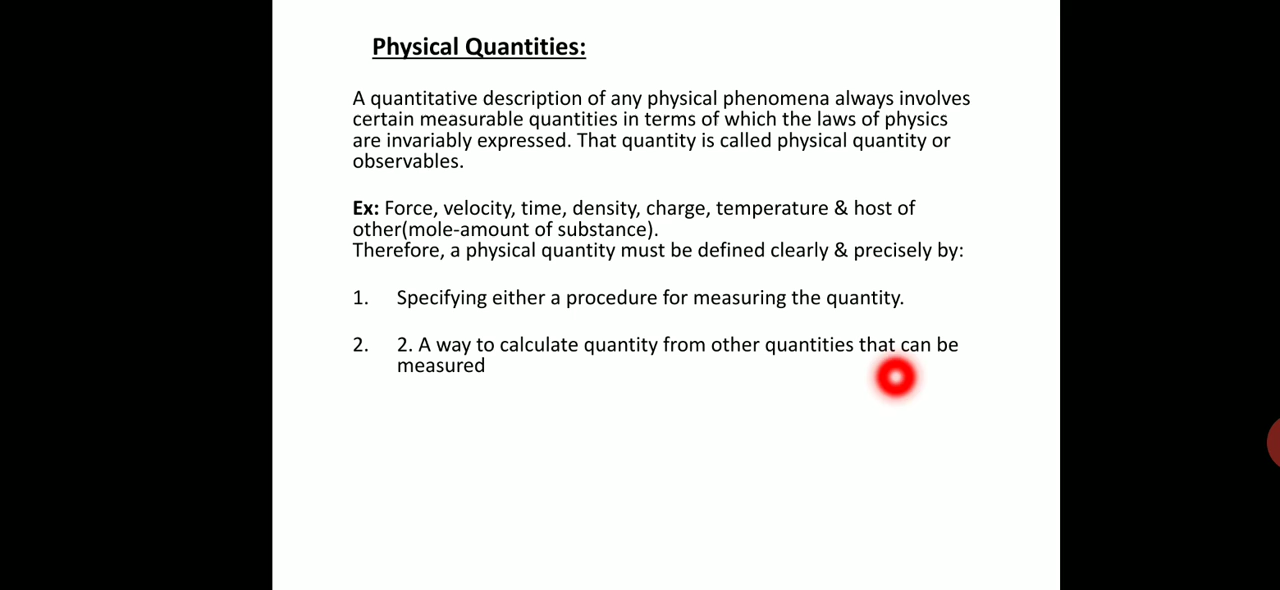 Physical Quantities:
A quantitative description of any physical phenomena always involves
certain measurable quantities in terms of which the laws of physics
are invariably expressed. That quantity is called physical quantity or
observables.
Ex: Force, velocity, time, density, charge, temperature & host of
other(mole-amount of substance).
Therefore, a physical quantity must be defined clearly & precisely by:
1. Specifying either a procedure for measuring the quantity.
2. 2. A way to calculate quantity from other quantities that can be
measured